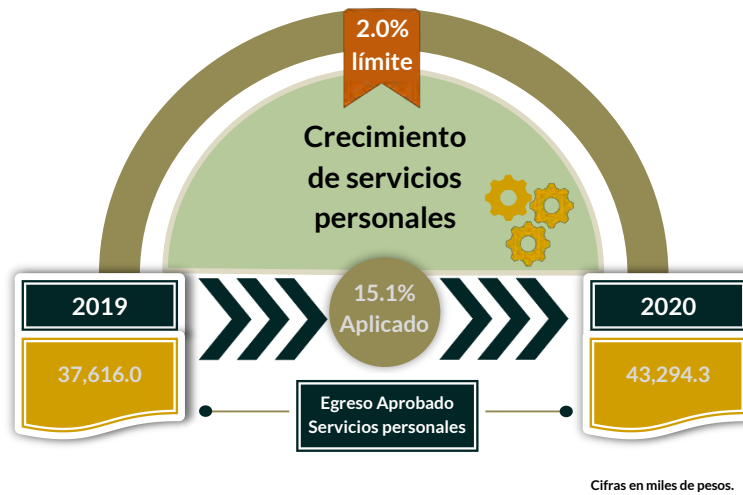 2.0%
límite
Crecimiento
de servicios
personales
2019
15.1%
Aplicado
2020
37,616.0
43,294.3
Egreso Aprobado
Servicios personales
Cifras en miles de pesos.